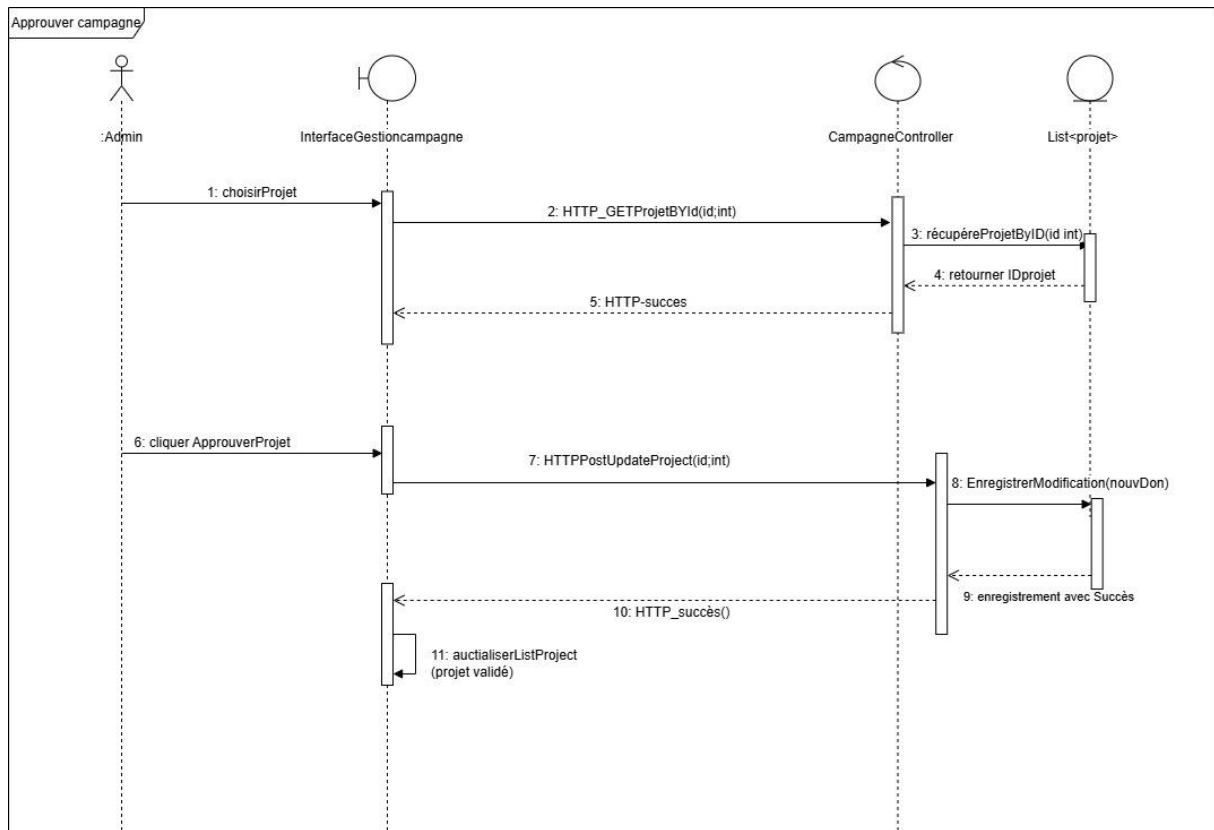 Approuver campagne
:Admin
InterfaceGestioncampagne
CampagneController
List<projet>
1: choisirProjet
2: HTTP_GETProjetBYId(id;int)
3: récupéreProjetByID(id int)
4: retourner IDprojet
5: HTTP-succes
6: cliquer ApprouverProjet
7: HTTPPostUpdateProject(id;int)
8: EnregistrerModification(nouvDon)
9: enregistrement avec Succès
10: HTTP_succès()
11: auctialiserListProject
(projet validé)